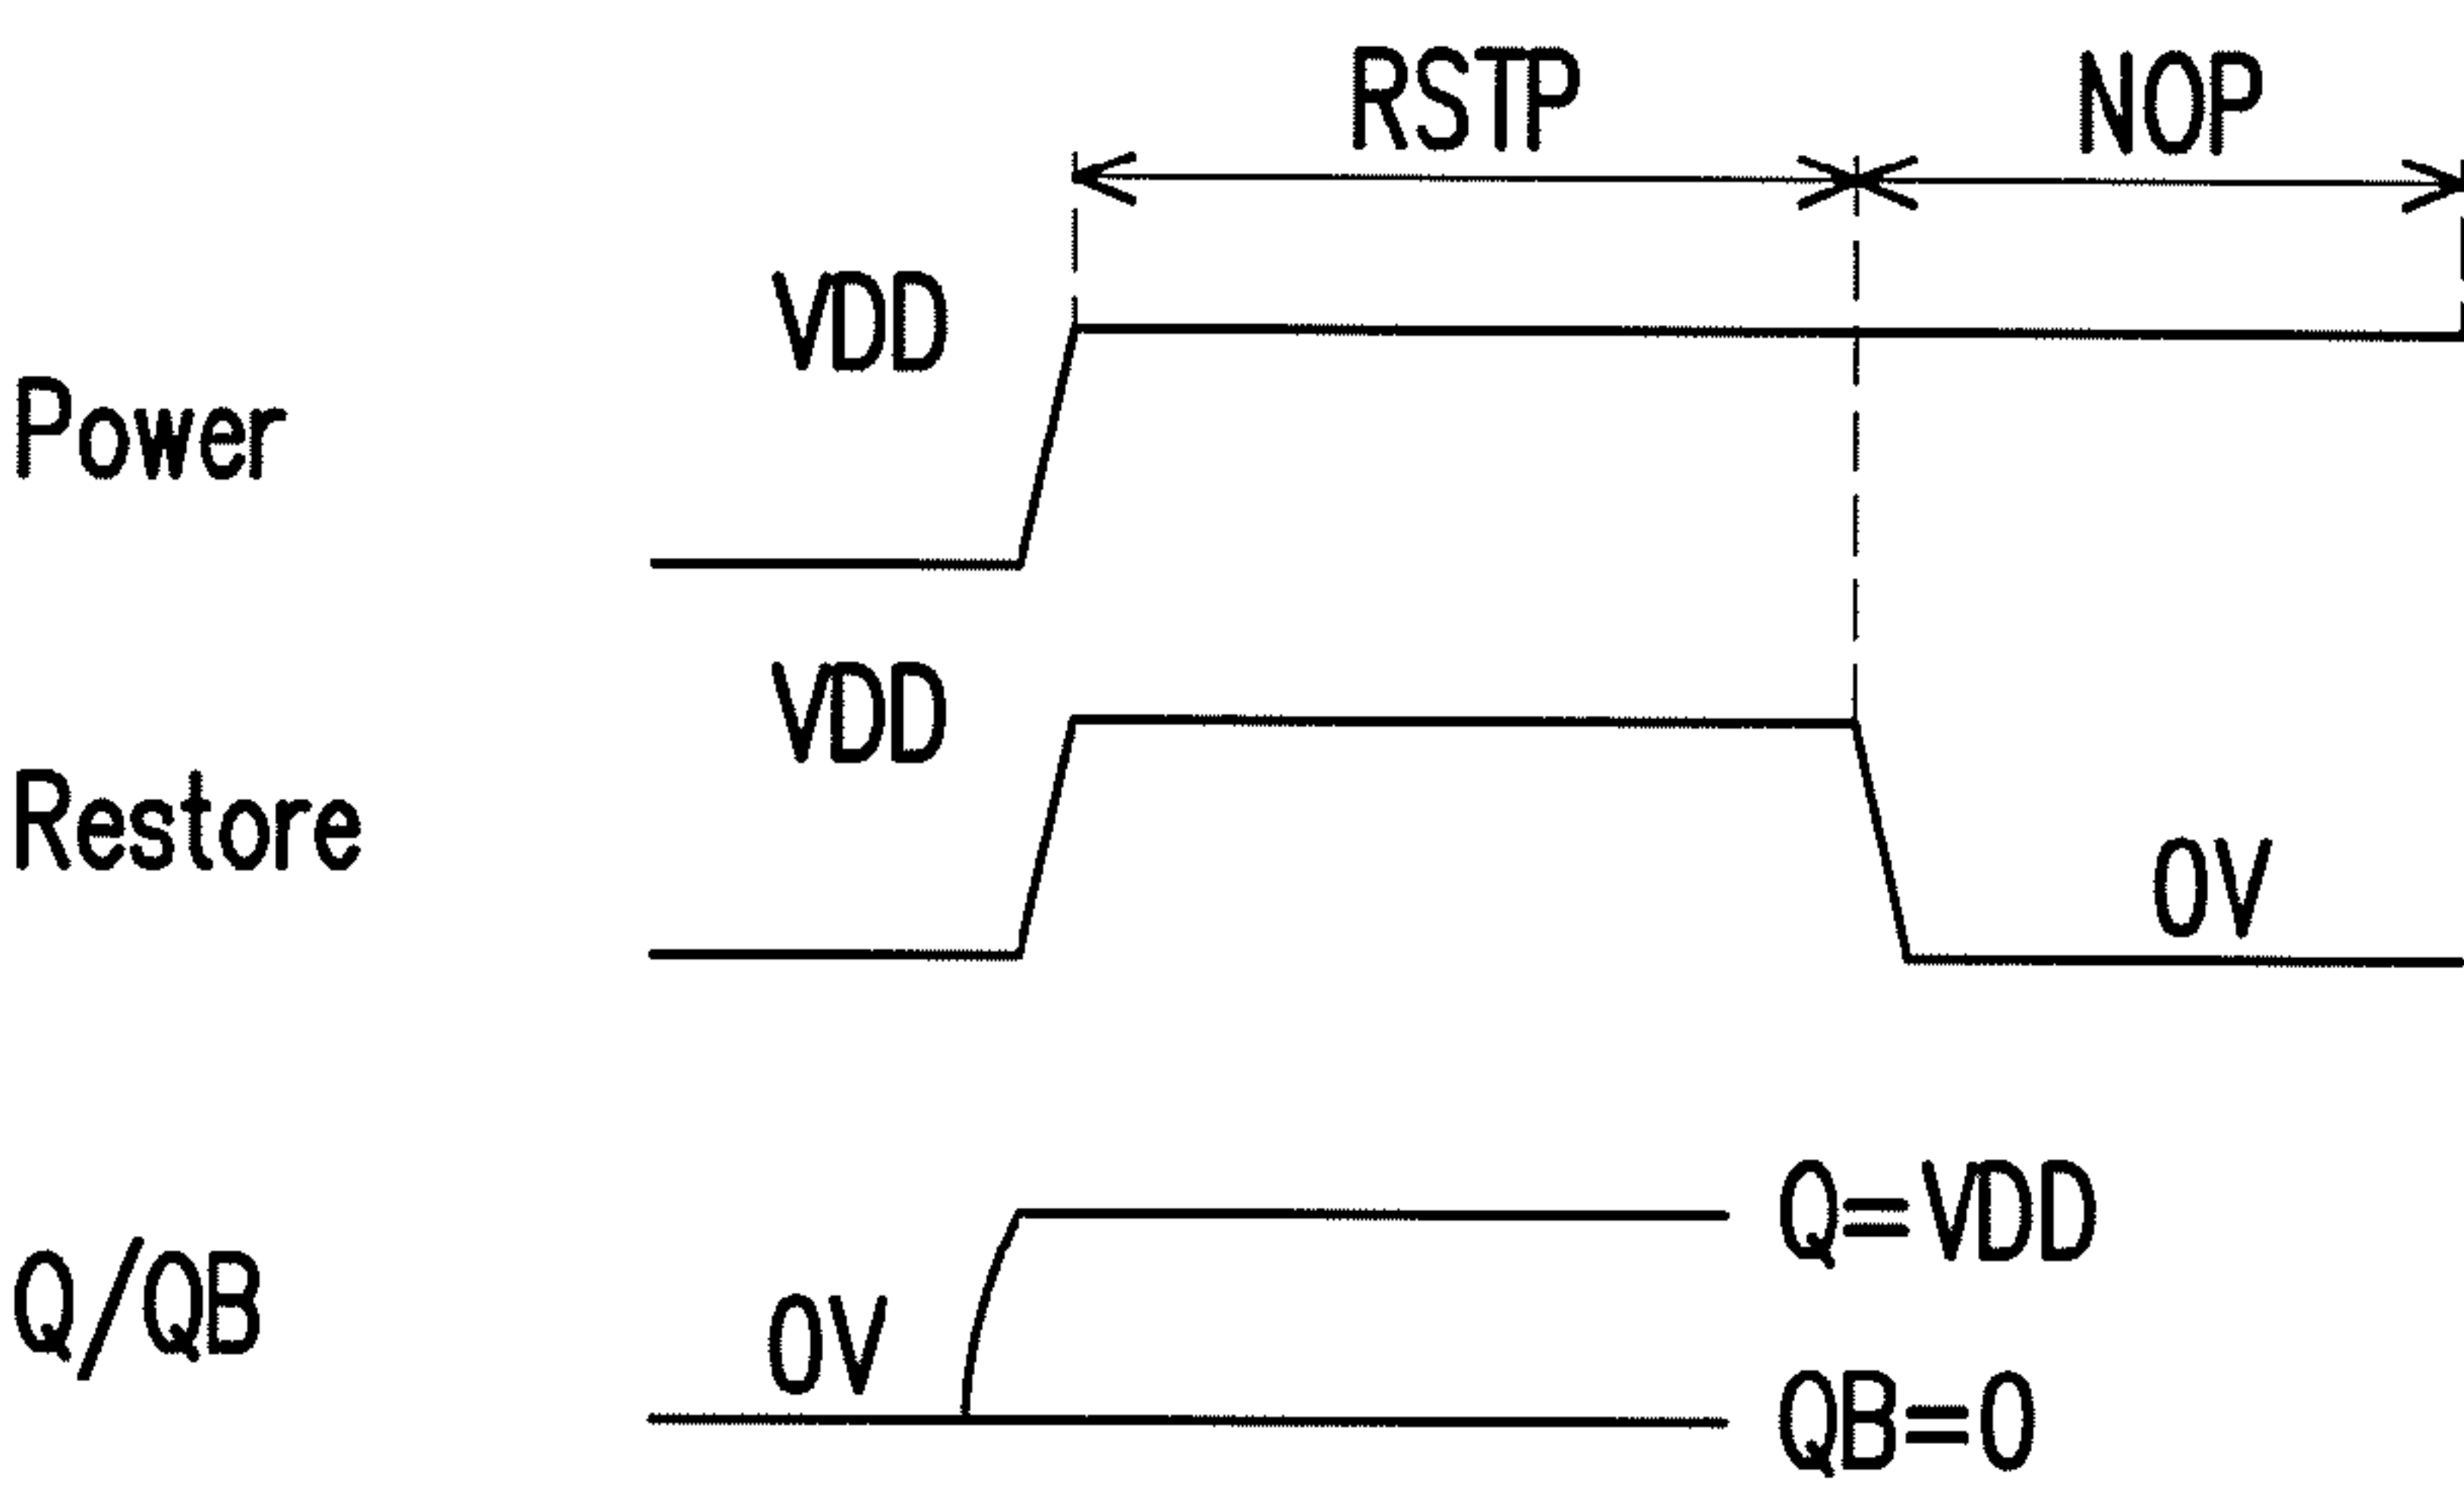 RSTP
NOP
VDD
Power
VDD
Restore
0V
Q=VDD
Q/QB
0V
QB=0